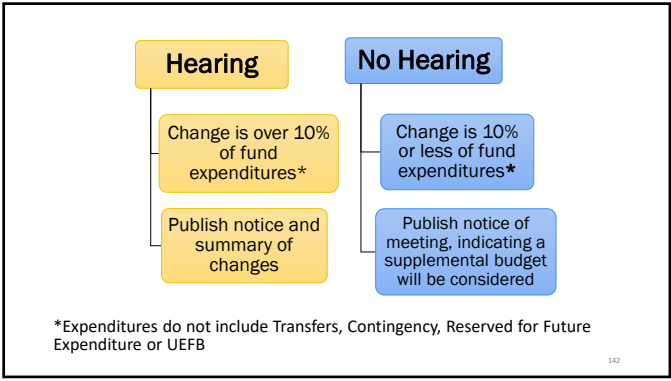 Hearing
Change is over 10%
of fund
expenditures*
Publish notice and
summary of
changes
No Hearing
Change is 10%
or less of fund
expenditures*
Publish notice of
meeting, indicating a
supplemental budget
will be considered
*Expenditures do not include Transfers, Contingency, Reserved for Future
Expenditure or UEFB
142